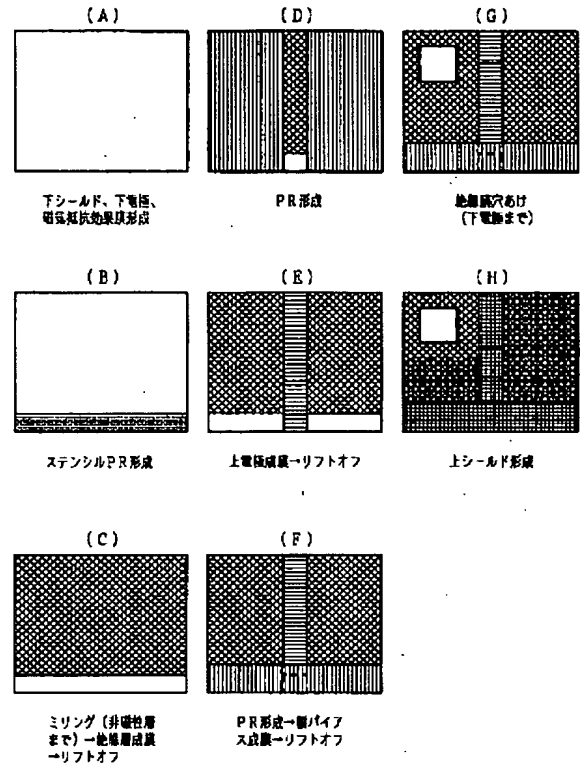 (A)
下シールド、下電極、
磁気抵抗効果膜形成
(B)
ステンシルPR形成
(C)
ミリング(非磁性層
まで)→絶縁層成膜
→リフトオフ
(D)
PR形成
(E)
上電極成膜→リフトオフ
(F)
PR形成→縦バイア
ス成膜→リフトオフ
(G)
絶縁膜穴あけ
(下電極まで)
(H)
上シールド形成